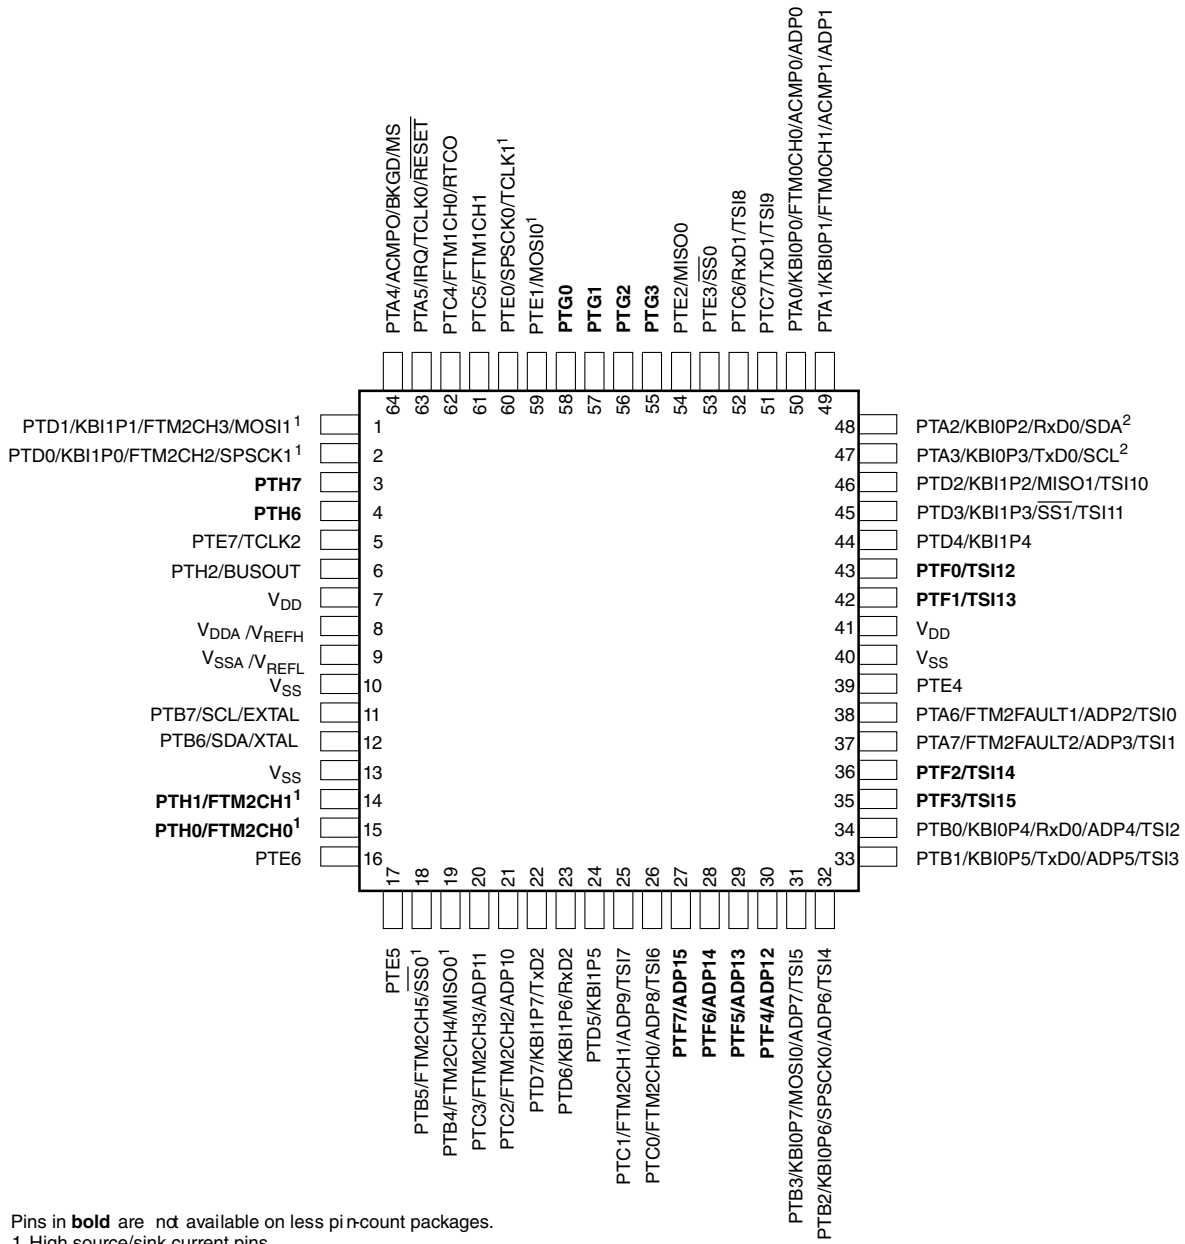 PTA4/ACMPO/BKGD/MS
PTA5/IRQ/TCLK0/RESET
PTC4/FTM1CH0/RTCO
PTC5/FTM1CH1
PTE0/SPSCK0/TCLK1¹
PTE1/MOSI0¹
PTG0
PTG1
PTG2
PTG3
PTE2/MISO0
PTE3/SS0
PTC6/RxD1/TSI8
PTC7/TxD1/TSI9
PTA0/KBI0P0/FTM0CH0/ACMP0/ADP0
PTA1/KBI0P1/FTM0CH1/ACMP1/ADP1
64 63 62 61 60 59 58 57 56 55 54 53 52 51 50 49
PTD1/KBI1P1/FTM2CH3/MOSI1¹ 1
PTD0/KBI1P0/FTM2CH2/SPSCK1¹ 2
PTH7 3
PTH6 4
PTE7/TCLK2 5
PTH2/BUSOUT 6
VDD 7
VDDA /VREFH 8
VSSA /VREFL 9
VSS 10
PTB7/SCL/EXTAL 11
PTB6/SDA/XTAL 12
VSS 13
PTH1/FTM2CH1¹ 14
PTH0/FTM2CH0¹ 15
PTE6 16
48 PTA2/KBI0P2/RxD0/SDA²
47 PTA3/KBI0P3/TxD0/SCL²
46 PTD2/KBI1P2/MISO1/TSI10
45 PTD3/KBI1P3/SS1/TSI11
44 PTD4/KBI1P4
43 PTF0/TSI12
42 PTF1/TSI13
41 VDD
40 VSS
39 PTE4
38 PTA6/FTM2FAULT1/ADP2/TSI0
37 PTA7/FTM2FAULT2/ADP3/TSI1
36 PTF2/TSI14
35 PTF3/TSI15
34 PTB0/KBI0P4/RxD0/ADP4/TSI2
33 PTB1/KBI0P5/TxD0/ADP5/TSI3
17 18 19 20 21 22 23 24 25 26 27 28 29 30 31 32
PTE5
PTB5/FTM2CH5/SS0¹
PTB4/FTM2CH4/MISO0¹
PTC3/FTM2CH3/ADP11
PTC2/FTM2CH2/ADP10
PTD7/KBI1P7/TxD2
PTD6/KBI1P6/RxD2
PTD5/KBI1P5
PTC1/FTM2CH1/ADP9/TSI7
PTC0/FTM2CH0/ADP8/TSI6
PTF7/ADP15
PTF6/ADP14
PTF5/ADP13
PTF4/ADP12
PTB3/KBI0P7/MOSI0/ADP7/TSI5
PTB2/KBI0P6/SPSCK0/ADP6/TSI4
Pins in bold are not available on less pin-count packages.
1 High source/sink current pins